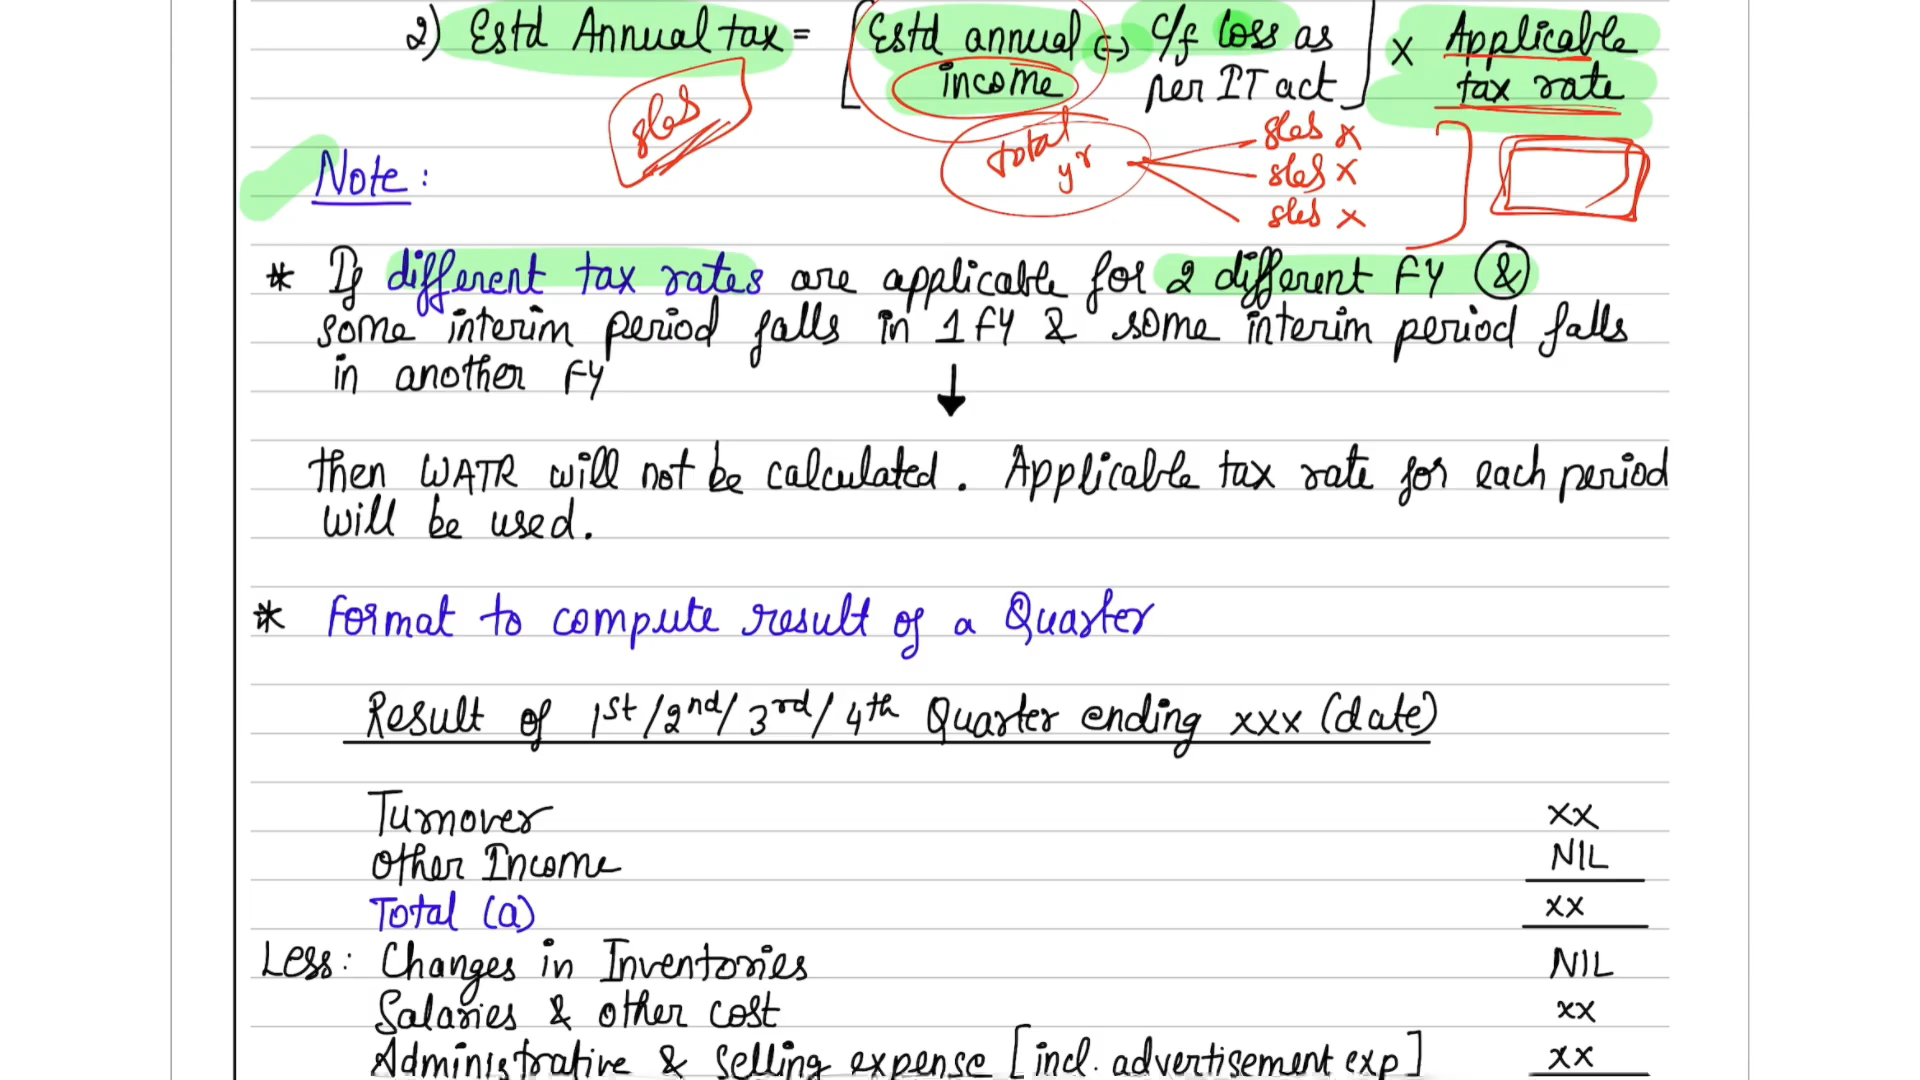 2) Estd Annual tax = [Estd annual (-) C/f loss as] x Applicable
income per IT act tax rate
total
yr
Note :
* If different tax rates are applicable for 2 different FY &
some interim period falls in 1 FY & some interim period falls
in another FY
then WATR will not be calculated. Applicable tax rate for each period
will be used.
* Format to compute result of a Quarter
Result of 1st/2nd/3rd/4th Quarter ending xxx (date)
Turnover xx
Other Income NIL
Total (a) xx
Less: Changes in Inventories NIL
Salaries & other cost xx
Administrative & selling expense [incl. advertisement exp] xx